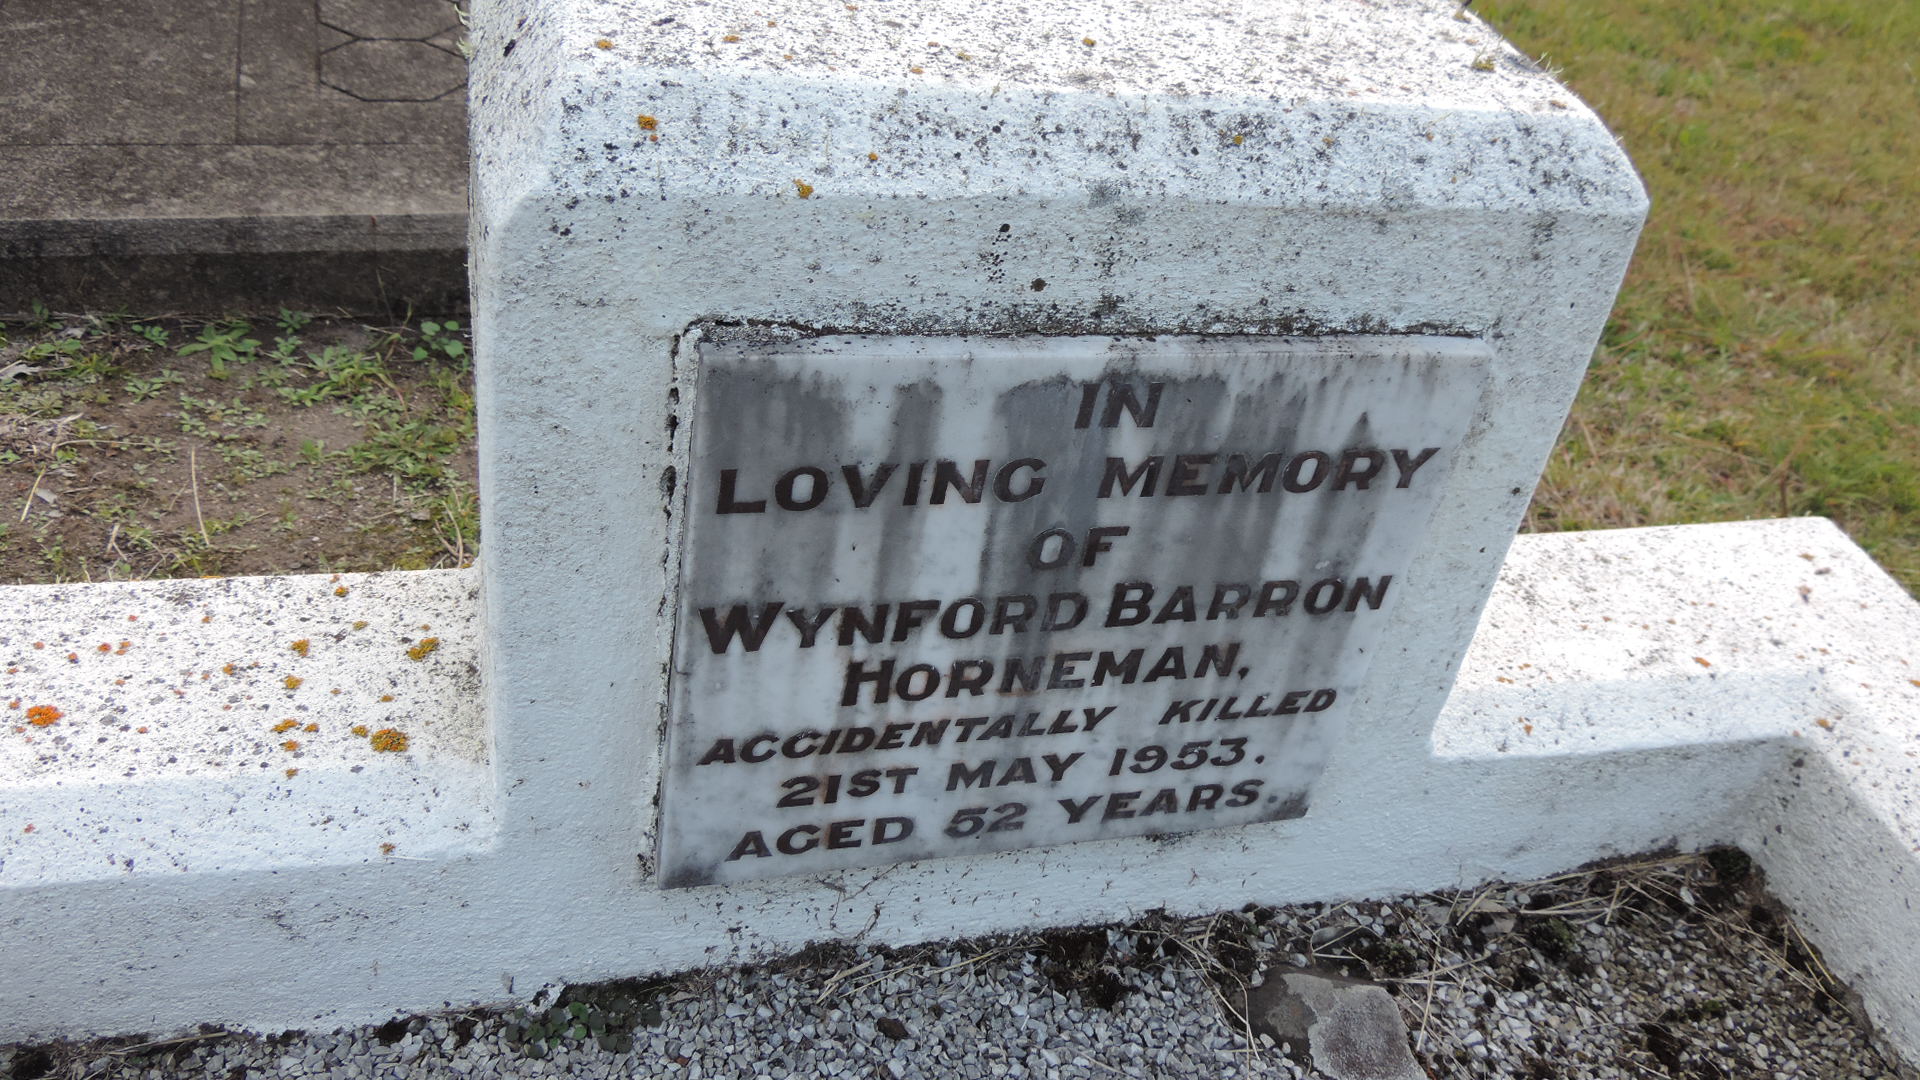 IN
LOVING MEMORY
OF
WYNFORD BARRON
HORNEMAN,
ACCIDENTALLY KILLED
21ST MAY 1953.
AGED 52 YEARS.